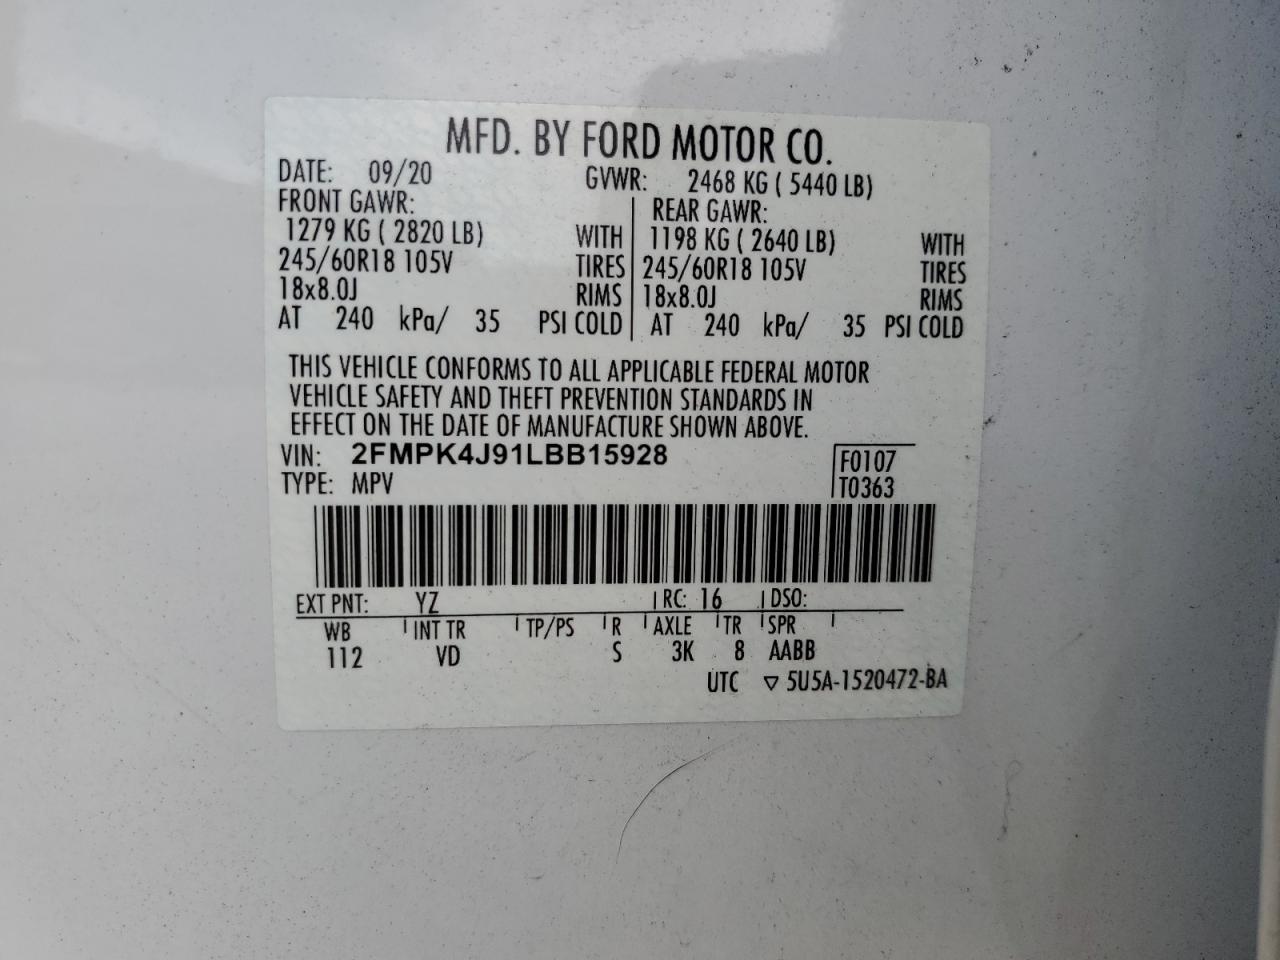 MFD. BY FORD MOTOR CO.
DATE: 09/20 GVWR: 2468 KG ( 5440 LB)
FRONT GAWR: REAR GAWR:
1279 KG ( 2820 LB) WITH 1198 KG ( 2640 LB) WITH
245/60R18 105V TIRES 245/60R18 105V TIRES
18x8.0J RIMS 18x8.0J RIMS
AT 240 kPa/ 35 PSI COLD AT 240 kPa/ 35 PSI COLD
THIS VEHICLE CONFORMS TO ALL APPLICABLE FEDERAL MOTOR
VEHICLE SAFETY AND THEFT PREVENTION STANDARDS IN
EFFECT ON THE DATE OF MANUFACTURE SHOWN ABOVE.
VIN: 2FMPK4J91LBB15928 F0107
TYPE: MPV T0363
EXT PNT: YZ RC: 16 DSO:
WB INT TR TP/PS R AXLE TR SPR
112 VD S 3K 8 AABB
UTC ▽ 5U5A-1520472-BA